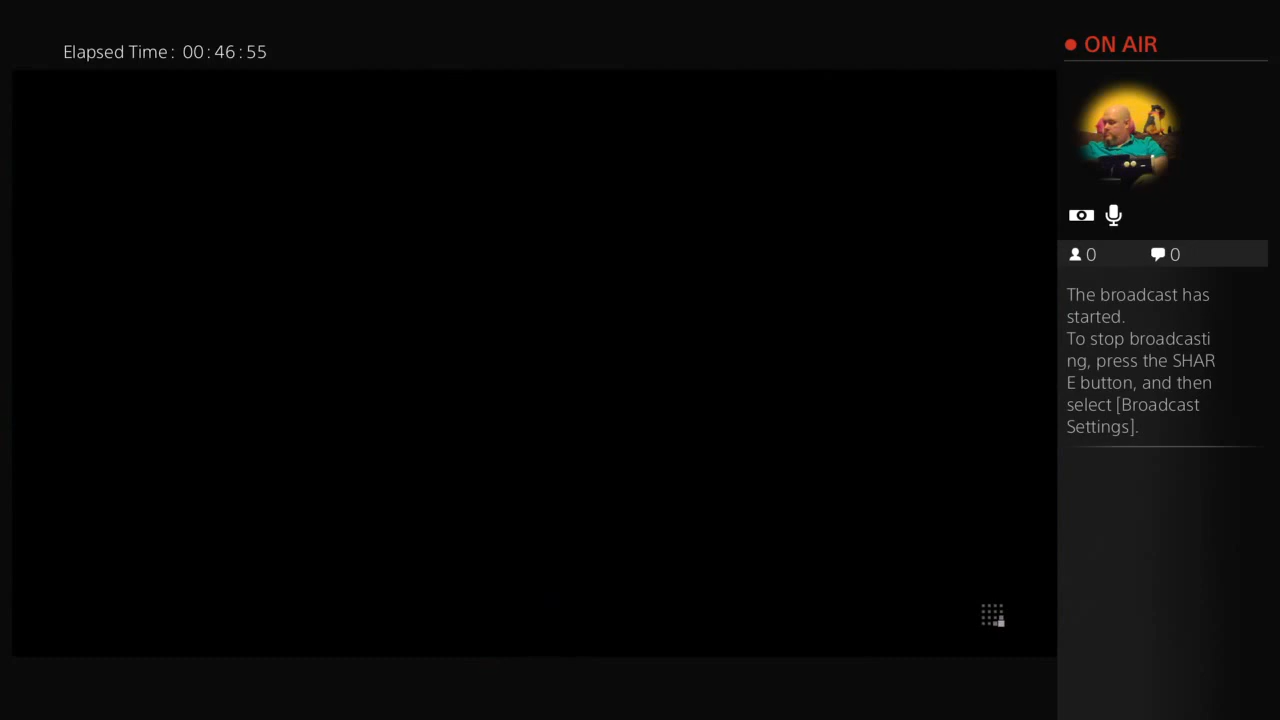 Elapsed Time: 00:46:55
ON AIR
0 0
The broadcast has
started.
To stop broadcasti
ng, press the SHAR
E button, and then
select [Broadcast
Settings].